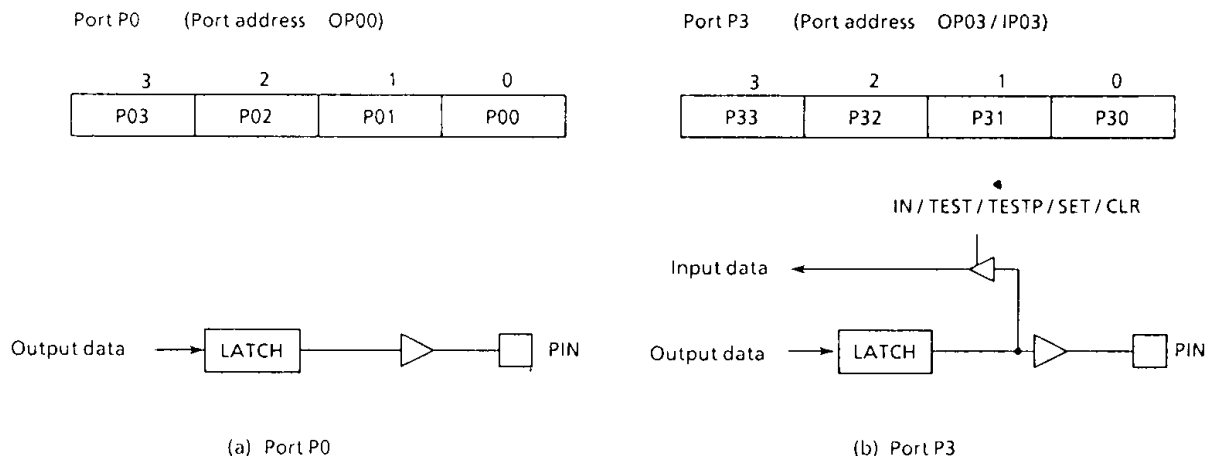 Port P0 (Port address OP00)
3 2 1 0
P03 P02 P01 P00
Output data LATCH PIN
(a) Port P0
Port P3 (Port address OP03 / IP03)
3 2 1 0
P33 P32 P31 P30
IN / TEST / TESTP / SET / CLR
Input data
Output data LATCH PIN
(b) Port P3